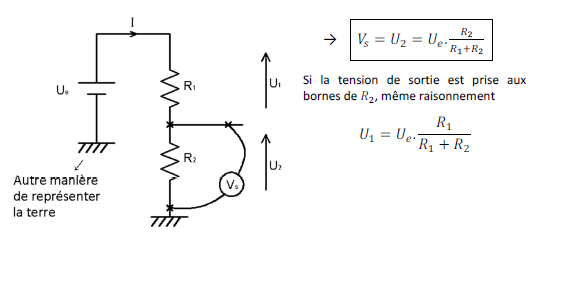 I
Uₑ
R₁
U₁
R₂
U₂
Vₛ
Autre manière
de représenter
la terre
→ Vₛ = U₂ = Uₑ. R₂ / R₁+R₂
Si la tension de sortie est prise aux
bornes de R₂, même raisonnement
U₁ = Uₑ. R₁ / R₁ + R₂